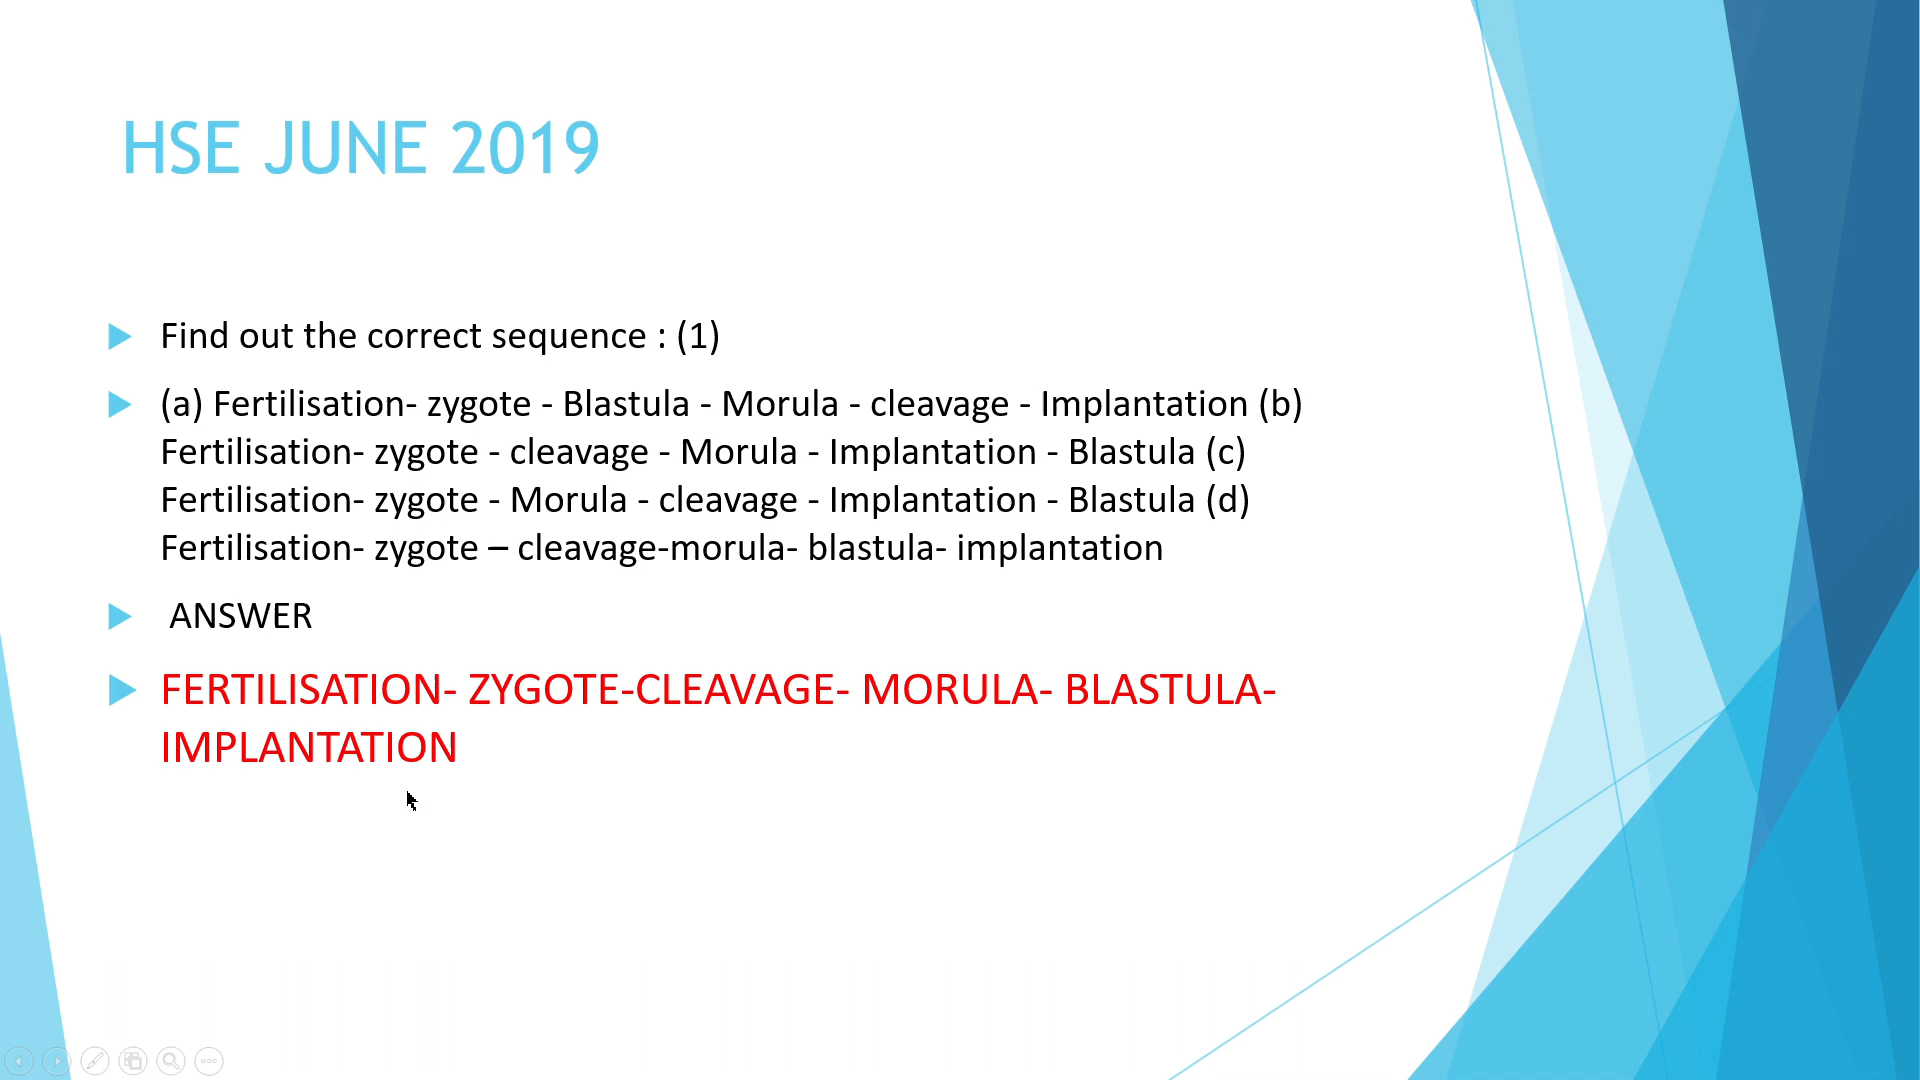 HSE JUNE 2019
Find out the correct sequence : (1)
(a) Fertilisation- zygote - Blastula - Morula - cleavage - Implantation (b)
Fertilisation- zygote - cleavage - Morula - Implantation - Blastula (c)
Fertilisation- zygote - Morula - cleavage - Implantation - Blastula (d)
Fertilisation- zygote – cleavage-morula- blastula- implantation
ANSWER
FERTILISATION- ZYGOTE-CLEAVAGE- MORULA- BLASTULA-
IMPLANTATION